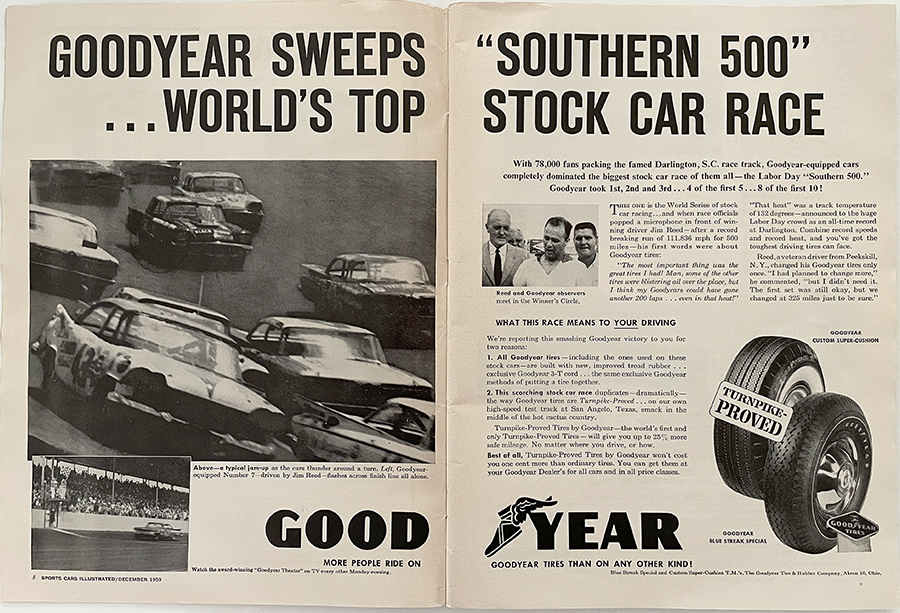 GOODYEAR SWEEPS
...WORLD'S TOP
"SOUTHERN 500"
STOCK CAR RACE
With 78,000 fans packing the famed Darlington, S.C. race track, Goodyear-equipped cars
completely dominated the biggest stock car race of them all—the Labor Day "Southern 500."
Goodyear took 1st, 2nd and 3rd...4 of the first 5...8 of the first 10!
Reed and Goodyear observers
meet in the Winner's Circle.
THIS ONE is the World Series of stock
car racing...and when race officials
popped a microphone in front of win-
ning driver Jim Reed—after a record
breaking run of 111.836 mph for 500
miles—his first words were about
Goodyear tires:
"The most important thing was the
great tires I had! Man, some of the other
tires were blistering all over the place, but
I think my Goodyears could have gone
another 200 laps...even in that heat!"
"That heat" was a track temperature
of 132 degrees—announced to the huge
Labor Day crowd as an all-time record
at Darlington. Combine record speeds
and record heat, and you've got the
toughest driving tires can face.
Reed, a veteran driver from Peekskill,
N. Y., changed his Goodyear tires only
once. "I had planned to change more,"
he commented, "but I didn't need it.
The first set was still okay, but we
changed at 325 miles just to be sure."
WHAT THIS RACE MEANS TO YOUR DRIVING
We're reporting this smashing Goodyear victory to you for
two reasons:
1. All Goodyear tires—including the ones used on these
stock cars—are built with new, improved tread rubber...
exclusive Goodyear 3-T cord...the same exclusive Goodyear
methods of putting a tire together.
2. This scorching stock car race duplicates—dramatically—
the way Goodyear tires are Turnpike-Proved...on our own
high-speed test track at San Angelo, Texas, smack in the
middle of the hot cactus country.
Turnpike-Proved Tires by Goodyear—the world's first and
only Turnpike-Proved Tires—will give you up to 25% more
safe mileage. No matter where you drive, or how.
Best of all, Turnpike-Proved Tires by Goodyear won't cost
you one cent more than ordinary tires. You can get them at
your Goodyear Dealer's for all cars and in all price classes.
GOODYEAR
CUSTOM SUPER-CUSHION
TURNPIKE-
PROVED
GOODYEAR
BLUE STREAK SPECIAL
GOODYEAR
TIRES
Above—a typical jam-up as the cars thunder around a turn. Left, Goodyear-
equipped Number 7—driven by Jim Reed—flashes across finish line all alone.
GOOD YEAR
MORE PEOPLE RIDE ON GOODYEAR TIRES THAN ON ANY OTHER KIND!
Watch the award-winning "Goodyear Theater" on TV every other Monday evening.
Blue Streak Special and Custom Super-Cushion T.M.'s, The Goodyear Tire & Rubber Company, Akron 16, Ohio.
8 SPORTS CARS ILLUSTRATED/DECEMBER 1959